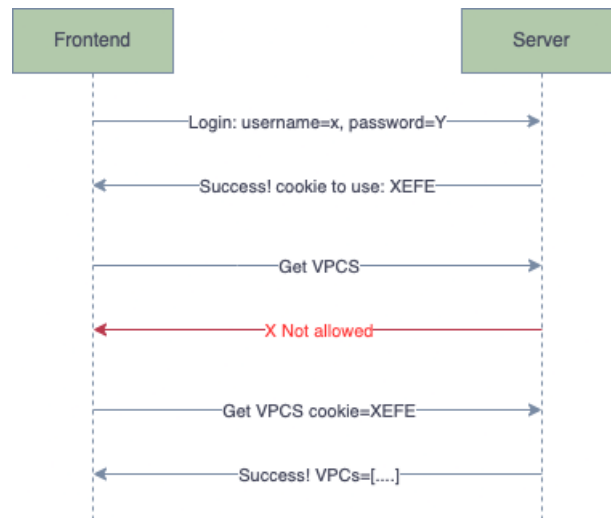 Frontend
Server
Login: username=x, password=Y
Success! cookie to use: XEFE
Get VPCS
X Not allowed
Get VPCS cookie=XEFE
Success! VPCs=[....]